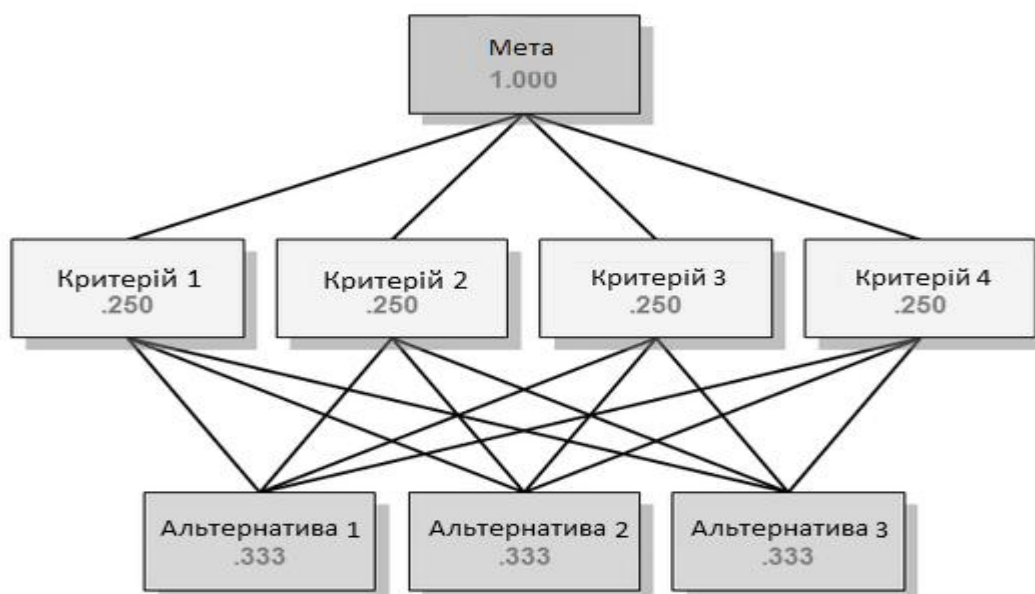 Мета
1.000
Критерій 1
.250
Критерій 2
.250
Критерій 3
.250
Критерій 4
.250
Альтернатива 1
.333
Альтернатива 2
.333
Альтернатива 3
.333